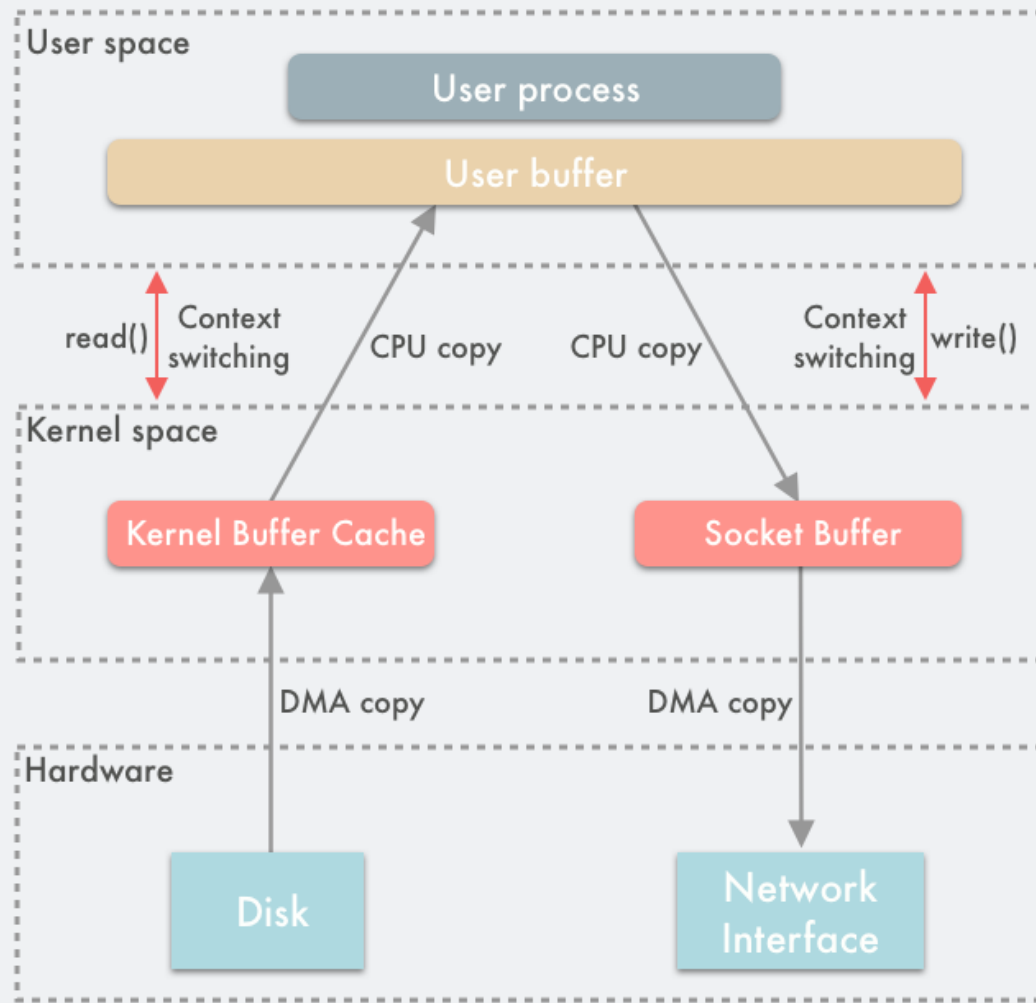 User space
User process
User buffer
read()
Context
switching
CPU copy
CPU copy
Context
switching
write()
Kernel space
Kernel Buffer Cache
Socket Buffer
DMA copy
DMA copy
Hardware
Disk
Network
Interface